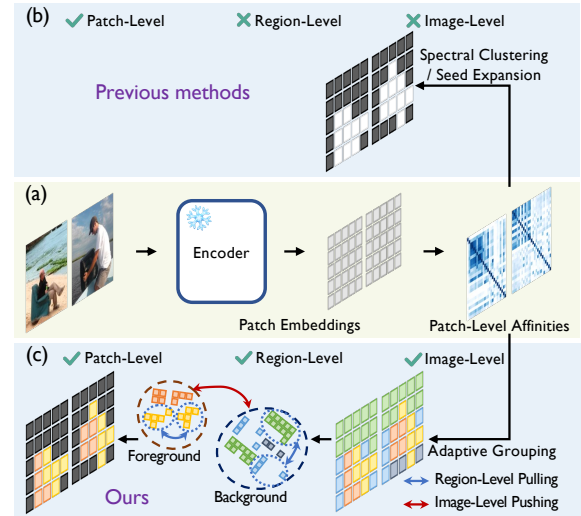 (b)
Patch-Level
Region-Level
Image-Level
Spectral Clustering
/ Seed Expansion
Previous methods
(a)
Encoder
Patch Embeddings
Patch-Level Affinities
(c)
Patch-Level
Region-Level
Image-Level
Foreground
Background
Adaptive Grouping
Region-Level Pulling
Image-Level Pushing
Ours